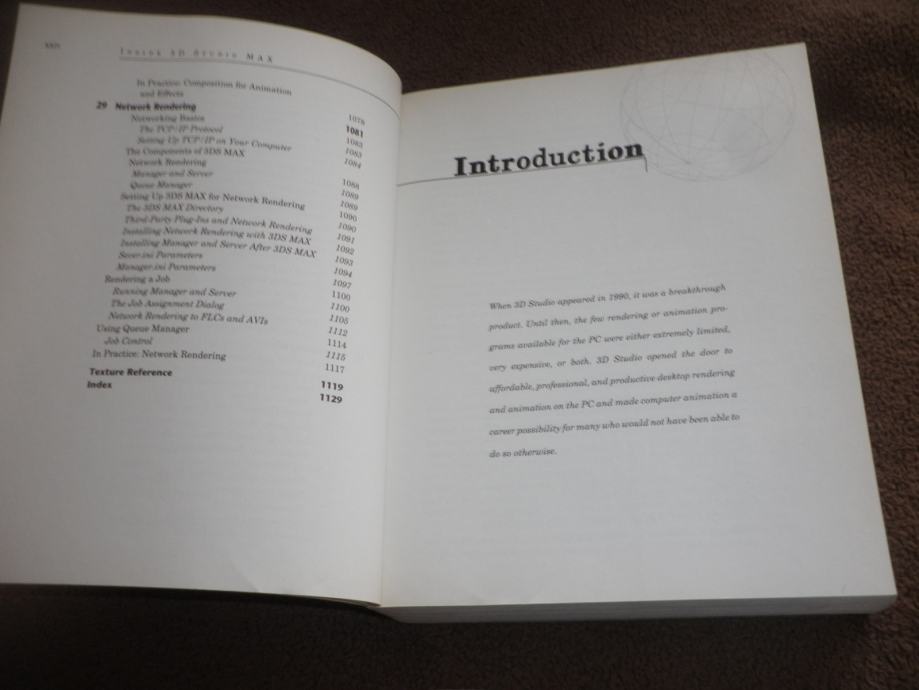 xxiv
Inside 3D Studio MAX
In Practice: Composition for Animation
and Effects 1078
29 Network Rendering 1081
Networking Basics 1083
The TCP/IP Protocol 1083
Setting Up TCP/IP on Your Computer 1084
The Components of 3DS MAX
Network Rendering 1088
Manager and Server 1089
Queue Manager 1089
Setting Up 3DS MAX for Network Rendering 1090
The 3DS MAX Directory 1090
Third-Party Plug-Ins and Network Rendering 1091
Installing Network Rendering with 3DS MAX 1092
Installing Manager and Server After 3DS MAX 1093
Sever.ini Parameters 1094
Manager.ini Parameters 1097
Rendering a Job 1100
Running Manager and Server 1100
The Job Assignment Dialog 1105
Network Rendering to FLCs and AVIs 1112
Using Queue Manager 1114
Job Control 1115
In Practice: Network Rendering 1117
Texture Reference 1119
Index 1129
Introduction
When 3D Studio appeared in 1990, it was a breakthrough
product. Until then, the few rendering or animation pro-
grams available for the PC were either extremely limited,
very expensive, or both. 3D Studio opened the door to
affordable, professional, and productive desktop rendering
and animation on the PC and made computer animation a
career possibility for many who would not have been able to
do so otherwise.